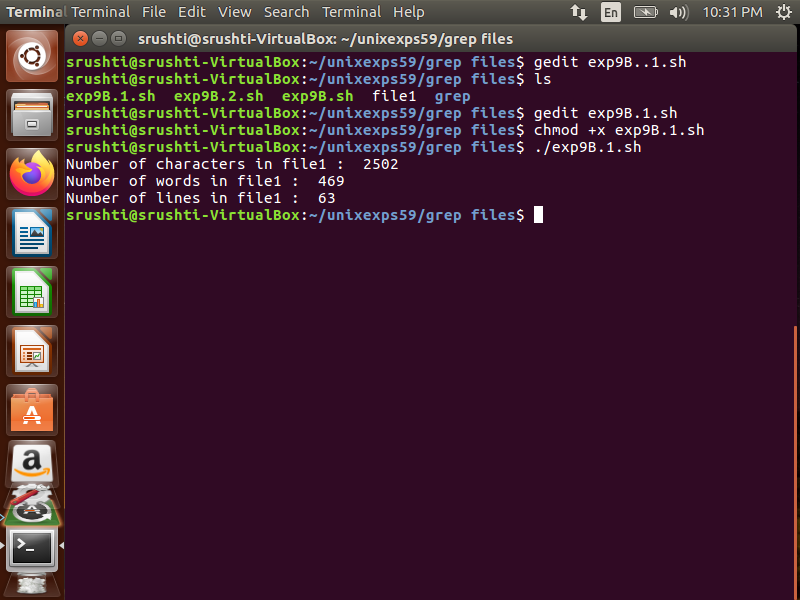 Terminal Terminal File Edit View Search Terminal Help En 10:31 PM
srushti@srushti-VirtualBox: ~/unixexps59/grep files
srushti@srushti-VirtualBox:~/unixexps59/grep files$ gedit exp9B..1.sh
srushti@srushti-VirtualBox:~/unixexps59/grep files$ ls
exp9B.1.sh  exp9B.2.sh  exp9B.sh  file1  grep
srushti@srushti-VirtualBox:~/unixexps59/grep files$ gedit exp9B.1.sh
srushti@srushti-VirtualBox:~/unixexps59/grep files$ chmod +x exp9B.1.sh
srushti@srushti-VirtualBox:~/unixexps59/grep files$ ./exp9B.1.sh
Number of characters in file1 :  2502
Number of words in file1 :  469
Number of lines in file1 :  63
srushti@srushti-VirtualBox:~/unixexps59/grep files$